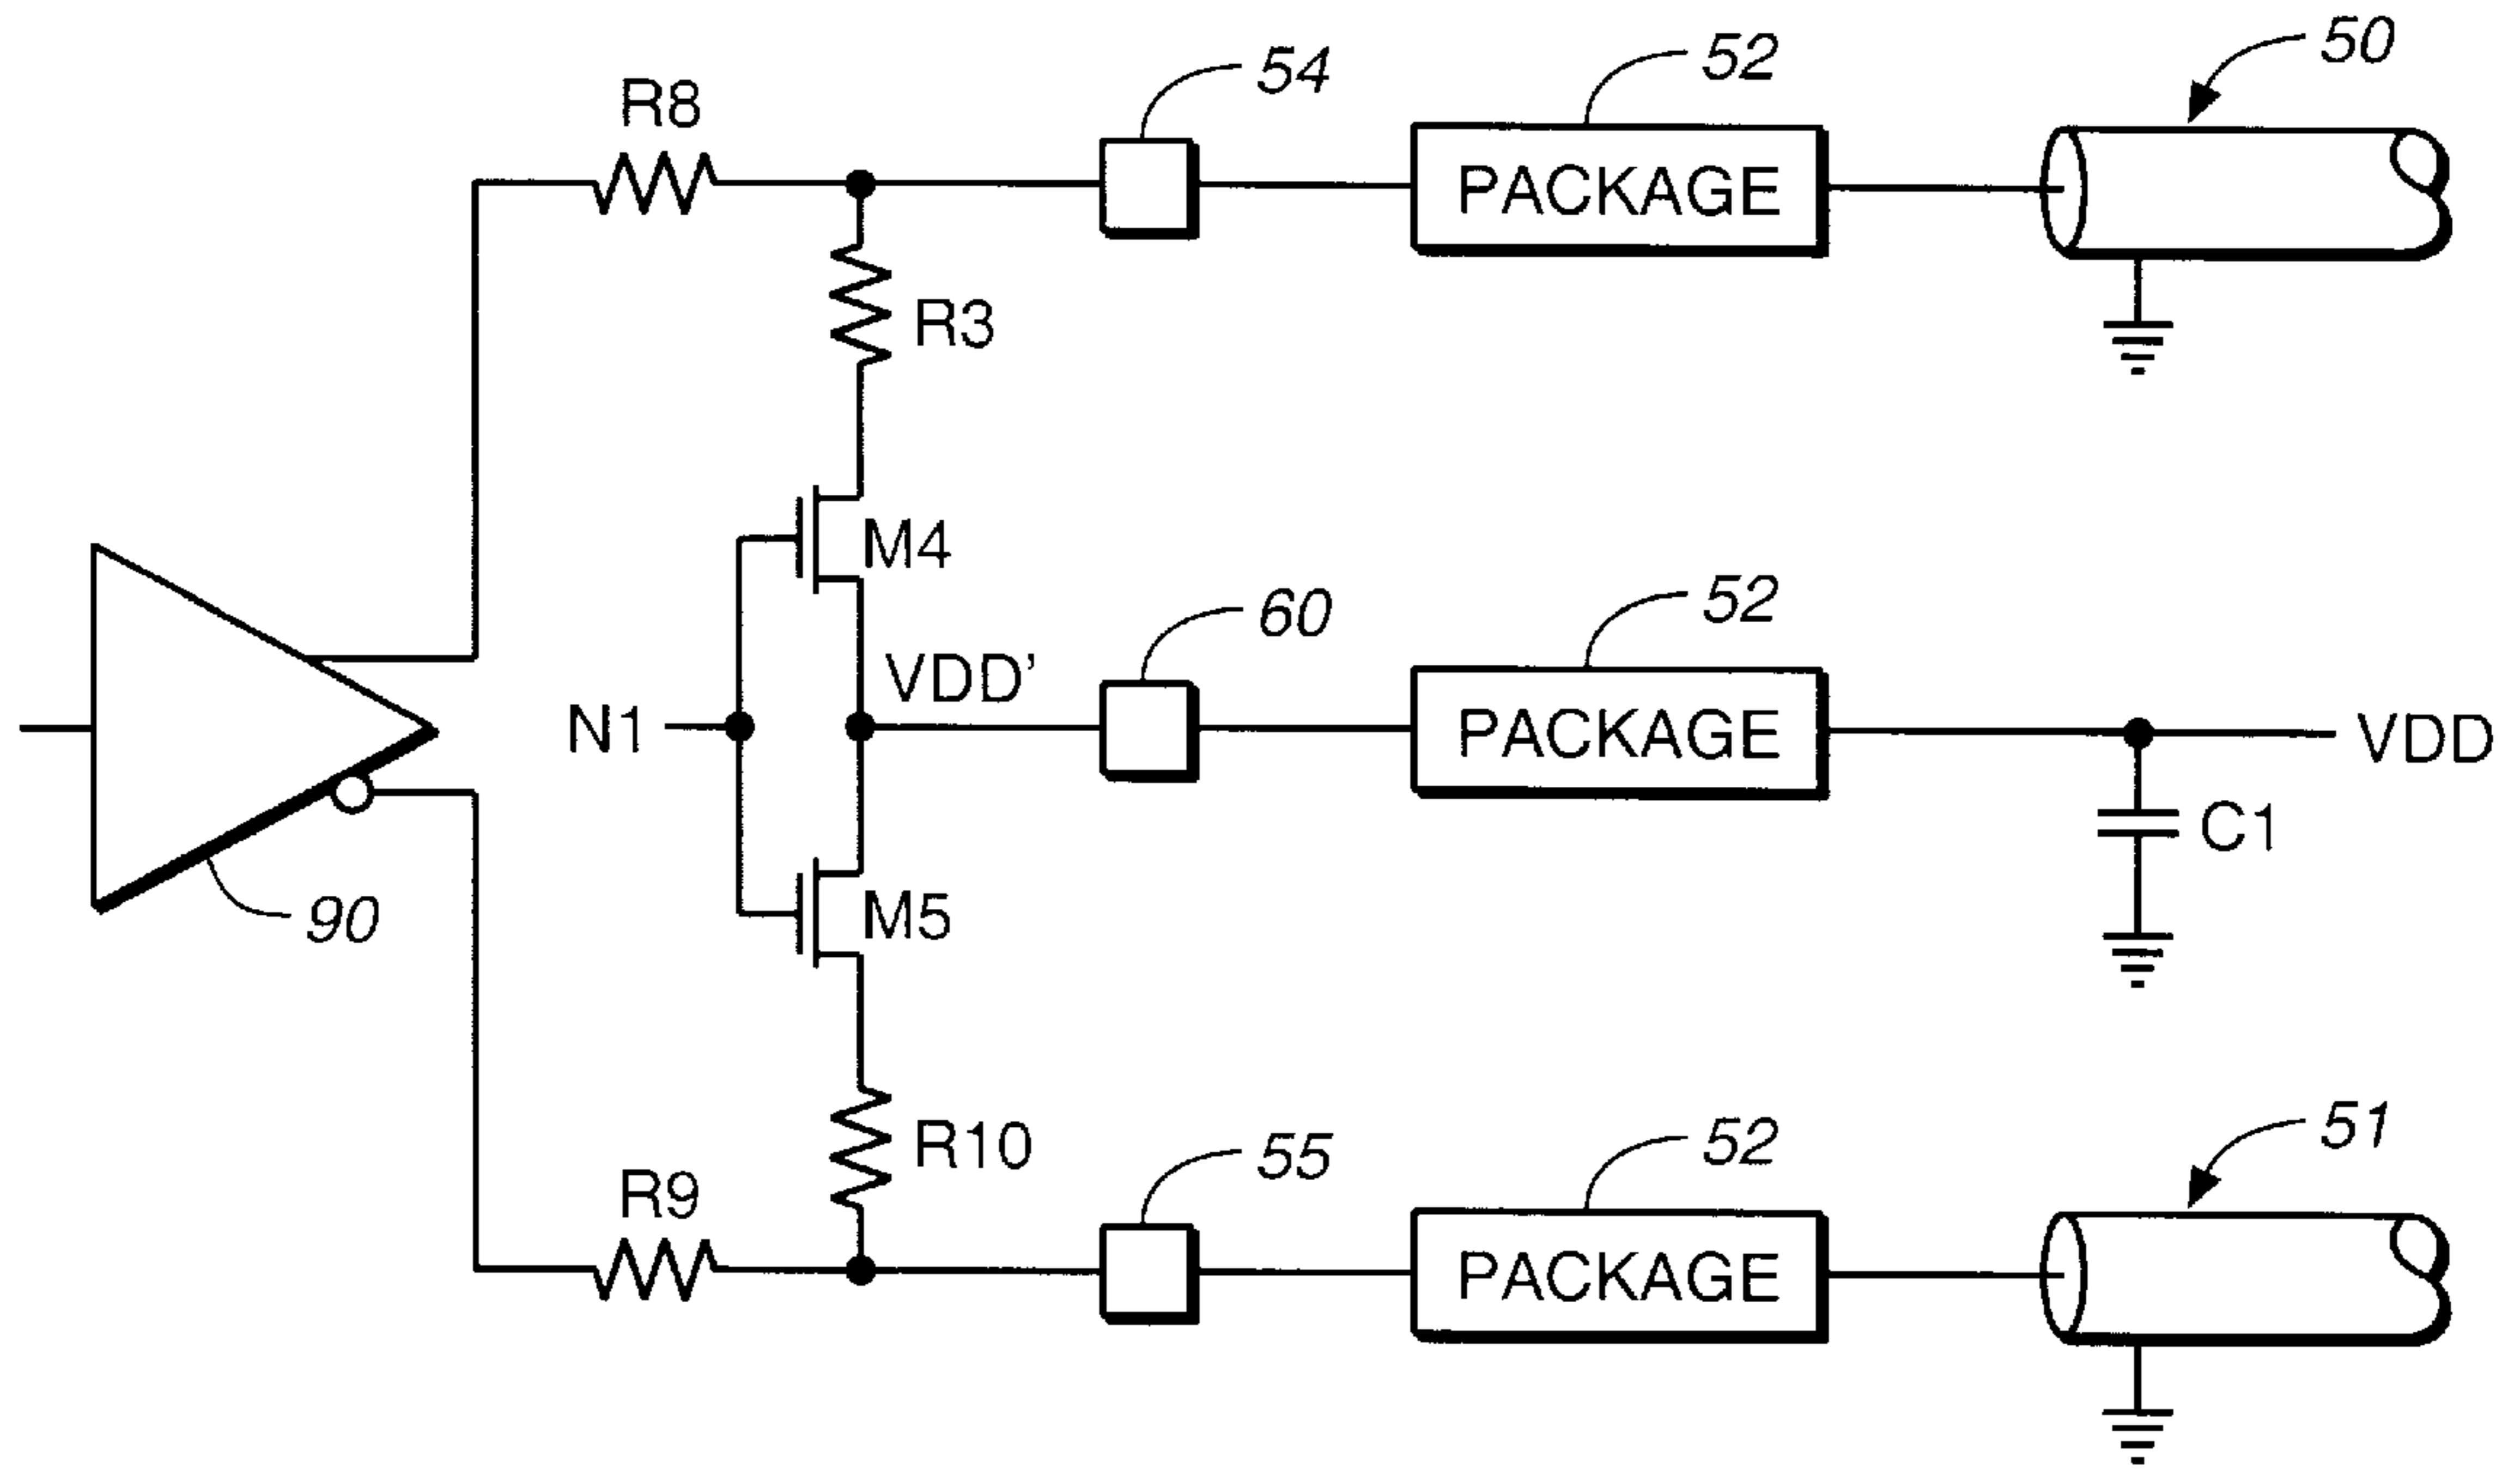 50
54
52
R8
PACKAGE
R3
M4
60
52
VDD'
N1
PACKAGE
VDD
C1
M5
90
51
R10
55
52
R9
PACKAGE